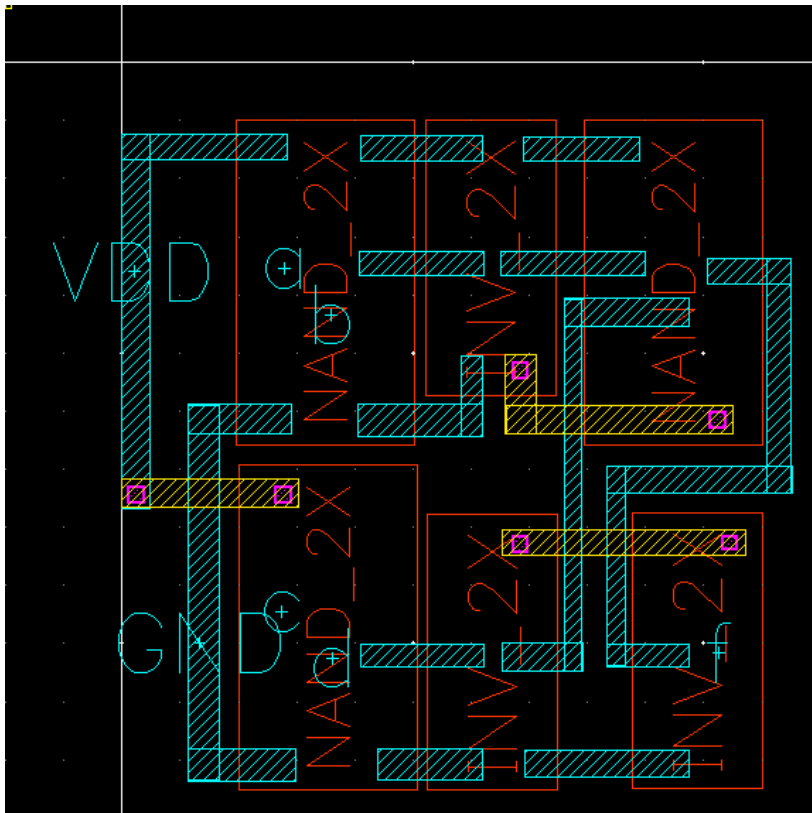 VDD
a
b
NAND_2X
INV_2X
NAND_2X
GND
c
d
NAND_2X
INV_2X
INV_2X
f